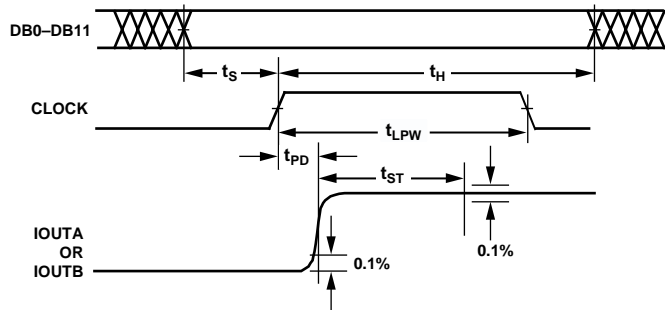 DB0–DB11
tS
tH
CLOCK
tLPW
tPD
tST
IOUTA
OR
IOUTB
0.1%
0.1%